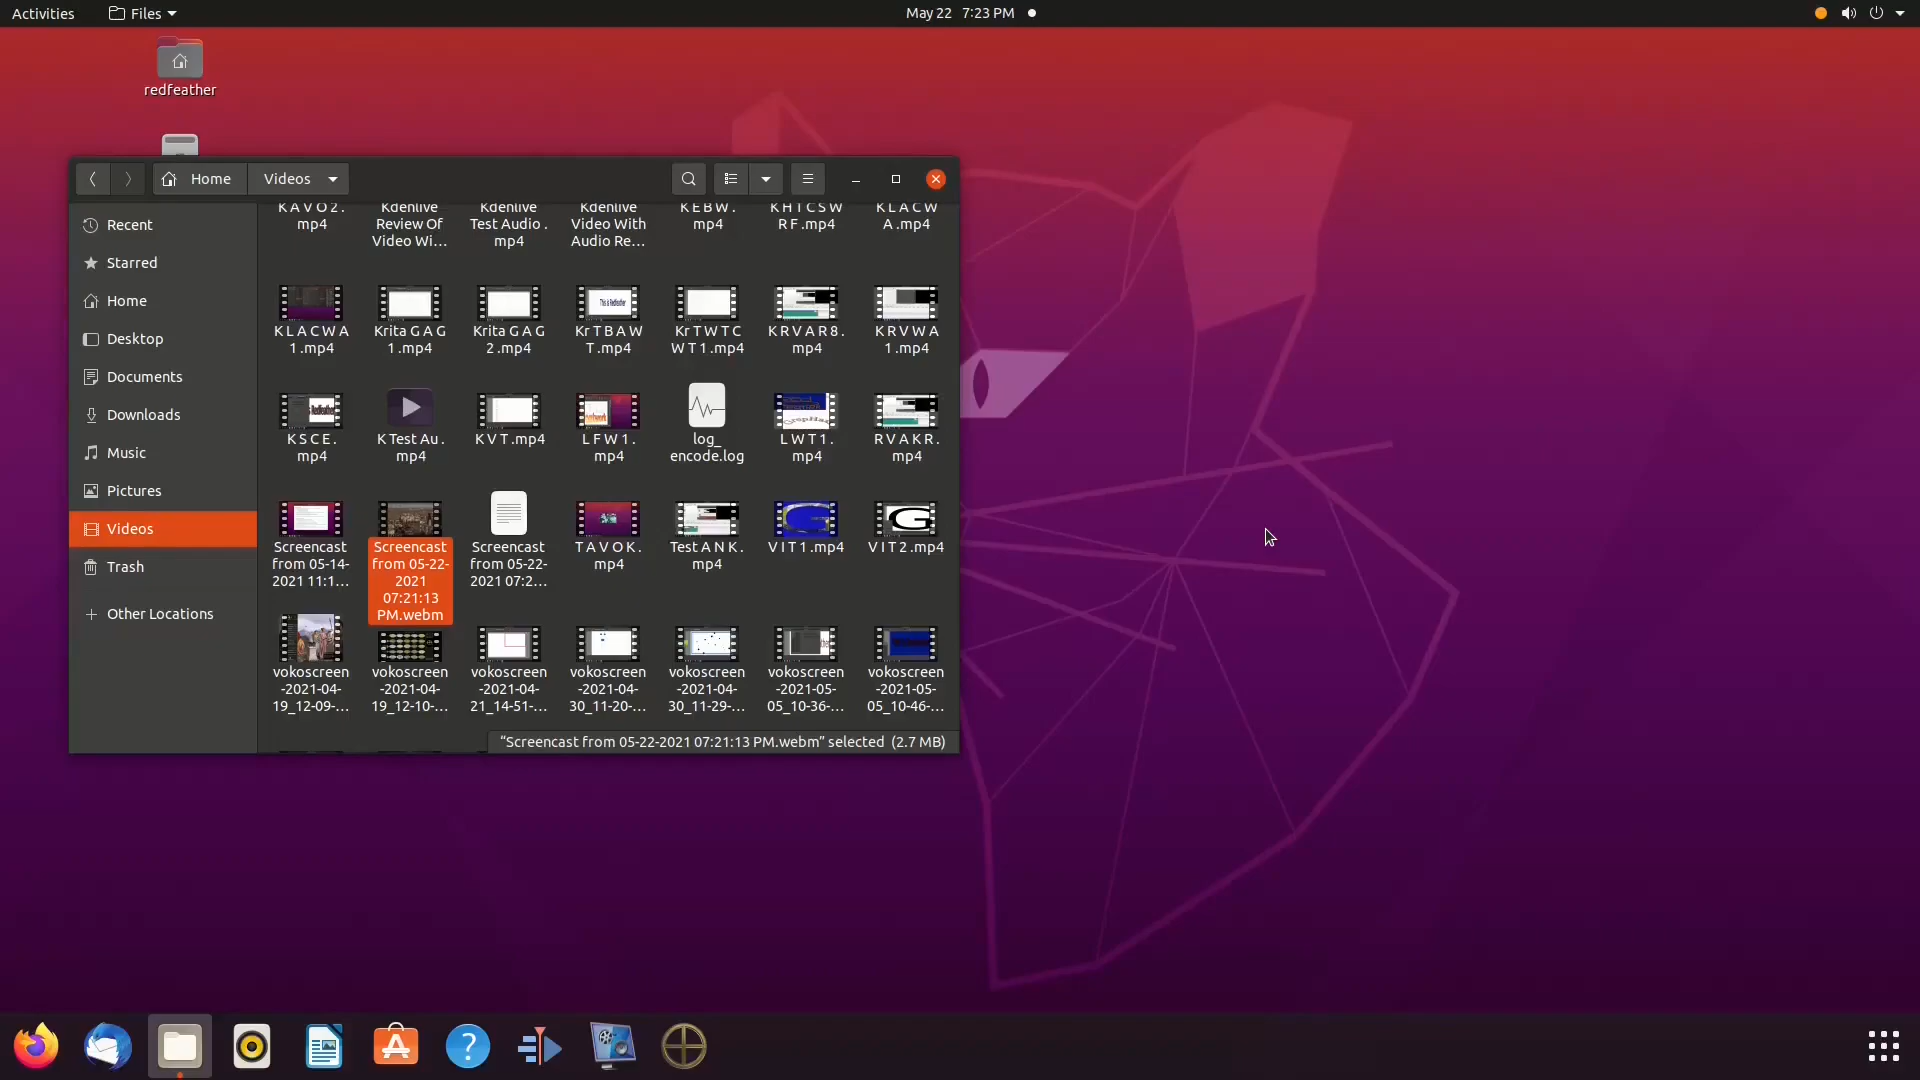 Activities
Files
May 22 7:23 PM
redfeather
Home
Videos
Recent
Starred
Home
Desktop
Documents
Downloads
Music
Pictures
Videos
Trash
Other Locations
K A V O 2 .
mp4
Kdenlive
Review Of
Video Wi...
Kdenlive
Test Audio .
mp4
Kdenlive
Video With
Audio Re...
K E B W .
mp4
K H T C S W
R F .mp4
K L A C W
A .mp4
K L A C W A
1 .mp4
Krita G A G
1 .mp4
Krita G A G
2 .mp4
This is Redfeather
Kr T B A W
T .mp4
Kr T W T C
W T 1 .mp4
K R V A R 8 .
mp4
K R V W A
1 .mp4
K S C E .
mp4
K Test Au .
mp4
K V T .mp4
L F W 1 .
mp4
log_
encode.log
L W T 1 .
mp4
R V A K R .
mp4
Screencast
from 05-14-
2021 11:1...
Screencast
from 05-22-
2021
07:21:13
PM.webm
Screencast
from 05-22-
2021 07:2...
T A V O K .
mp4
Test A N K .
mp4
G
V I T 1 .mp4
G
V I T 2 .mp4
vokoscreen
-2021-04-
19_12-09-...
vokoscreen
-2021-04-
19_12-10-...
vokoscreen
-2021-04-
21_14-51-...
vokoscreen
-2021-04-
30_11-20-...
vokoscreen
-2021-04-
30_11-29-...
vokoscreen
-2021-05-
05_10-36-...
vokoscreen
-2021-05-
05_10-46-...
"Screencast from 05-22-2021 07:21:13 PM.webm" selected (2.7 MB)